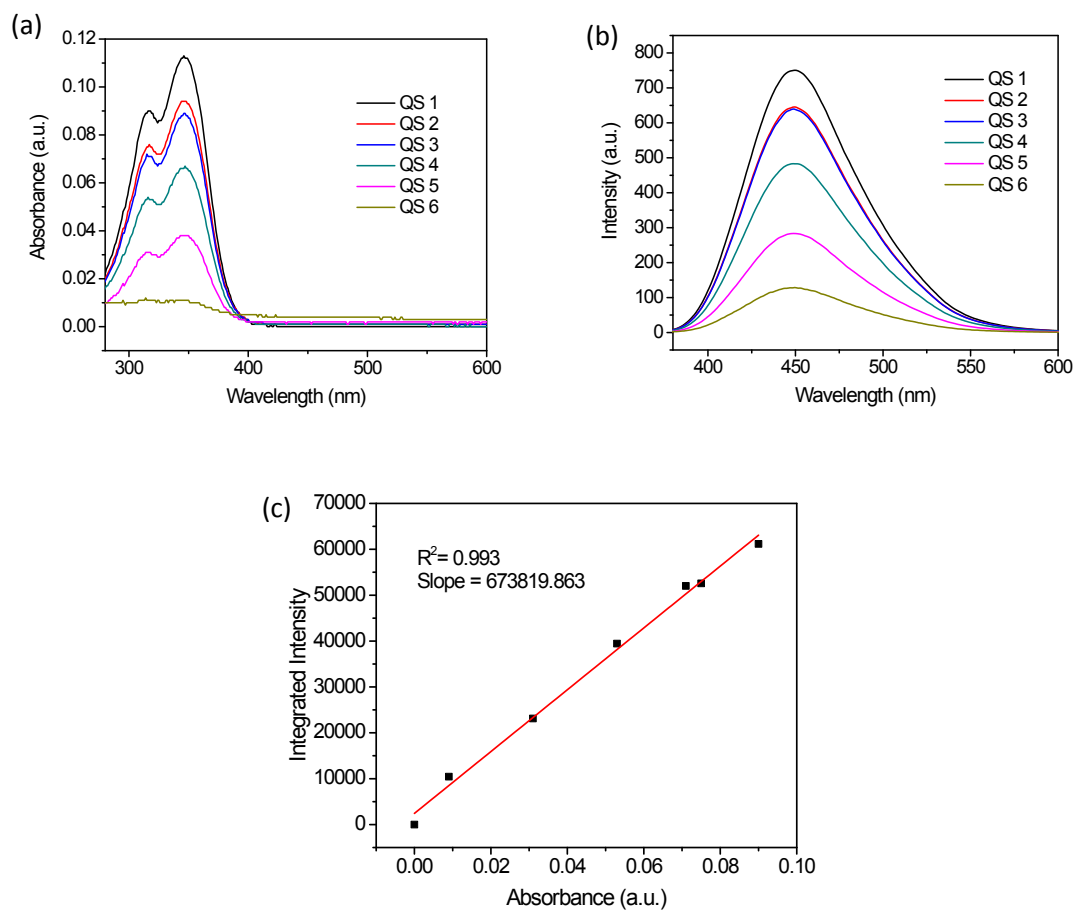 (a)
0.12
0.10
0.08
0.06
0.04
0.02
0.00
Absorbance (a.u.)
300
400
500
600
Wavelength (nm)
QS 1
QS 2
QS 3
QS 4
QS 5
QS 6
(b)
800
700
600
500
400
300
200
100
0
Intensity (a.u.)
400
450
500
550
600
Wavelength (nm)
QS 1
QS 2
QS 3
QS 4
QS 5
QS 6
(c)
70000
60000
50000
40000
30000
20000
10000
0
Integrated Intensity
R²= 0.993
Slope = 673819.863
0.00
0.02
0.04
0.06
0.08
0.10
Absorbance (a.u.)